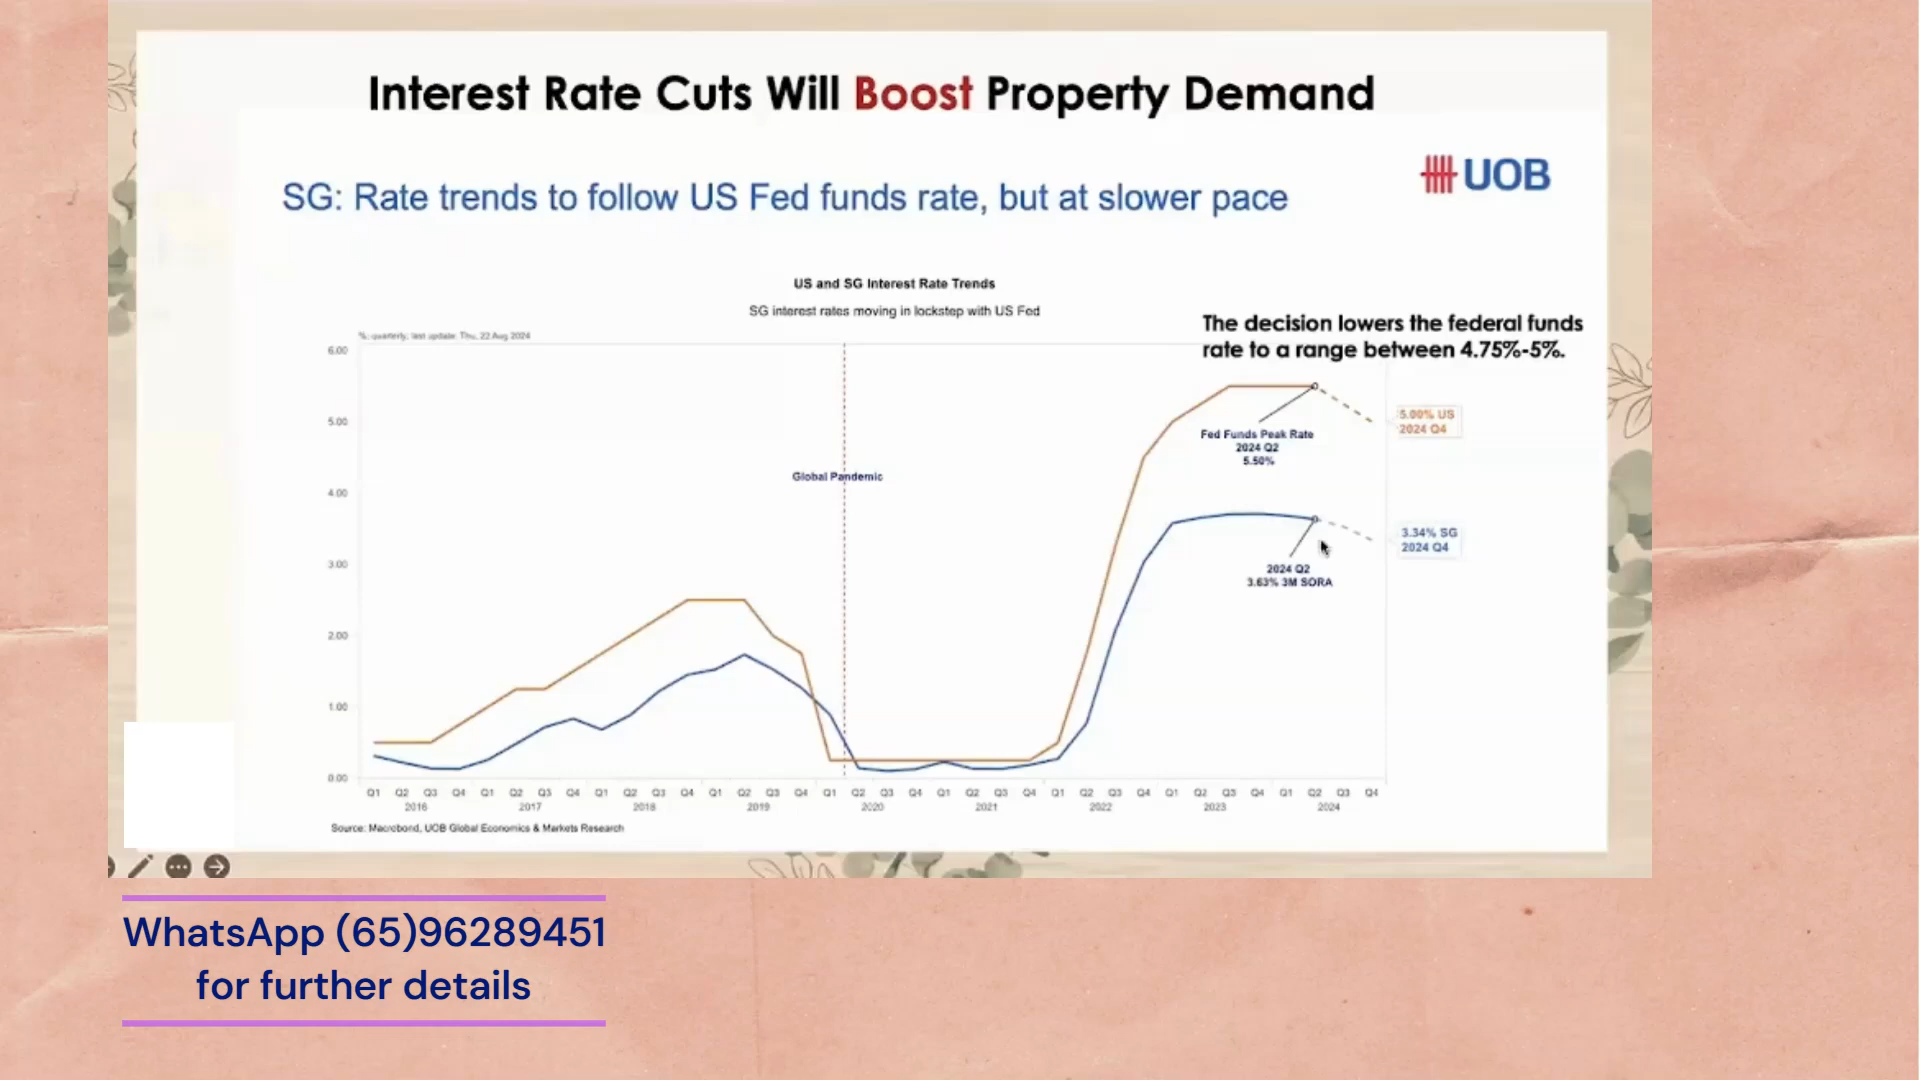 Interest Rate Cuts Will Boost Property Demand
UOB
SG: Rate trends to follow US Fed funds rate, but at slower pace
US and SG Interest Rate Trends
SG interest rates moving in lockstep with US Fed
The decision lowers the federal funds
rate to a range between 4.75%-5%.
%; quarterly; last update: Thu, 22 Aug 2024
6.00
5.00
4.00
3.00
2.00
1.00
0.00
Global Pandemic
Fed Funds Peak Rate
2024 Q2
5.50%
5.00% US
2024 Q4
3.34% SG
2024 Q4
2024 Q2
3.63% 3M SORA
Q1 Q2 Q3 Q4 Q1 Q2 Q3 Q4 Q1 Q2 Q3 Q4 Q1 Q2 Q3 Q4 Q1 Q2 Q3 Q4 Q1 Q2 Q3 Q4 Q1 Q2 Q3 Q4 Q1 Q2 Q3 Q4 Q1 Q2 Q3 Q4
2016 2017 2018 2019 2020 2021 2022 2023 2024
Source: Macrobond, UOB Global Economics & Markets Research
WhatsApp (65)96289451
for further details